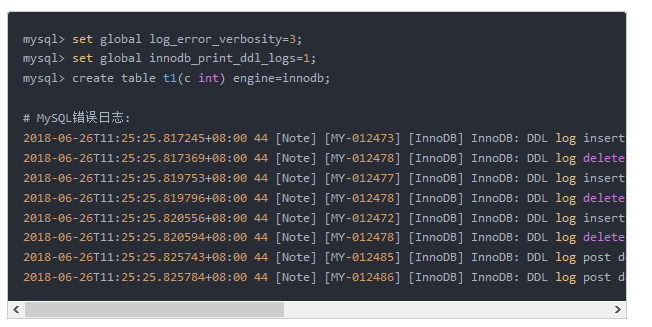 mysql> set global log_error_verbosity=3;
mysql> set global innodb_print_ddl_logs=1;
mysql> create table t1(c int) engine=innodb;
# MySQL错误日志:
2018-06-26T11:25:25.817245+08:00 44 [Note] [MY-012473] [InnoDB] InnoDB: DDL log insert
2018-06-26T11:25:25.817369+08:00 44 [Note] [MY-012478] [InnoDB] InnoDB: DDL log delete
2018-06-26T11:25:25.819753+08:00 44 [Note] [MY-012477] [InnoDB] InnoDB: DDL log insert
2018-06-26T11:25:25.819796+08:00 44 [Note] [MY-012478] [InnoDB] InnoDB: DDL log delete
2018-06-26T11:25:25.820556+08:00 44 [Note] [MY-012472] [InnoDB] InnoDB: DDL log insert
2018-06-26T11:25:25.820594+08:00 44 [Note] [MY-012478] [InnoDB] InnoDB: DDL log delete
2018-06-26T11:25:25.825743+08:00 44 [Note] [MY-012485] [InnoDB] InnoDB: DDL log post
2018-06-26T11:25:25.825784+08:00 44 [Note] [MY-012486] [InnoDB] InnoDB: DDL log post